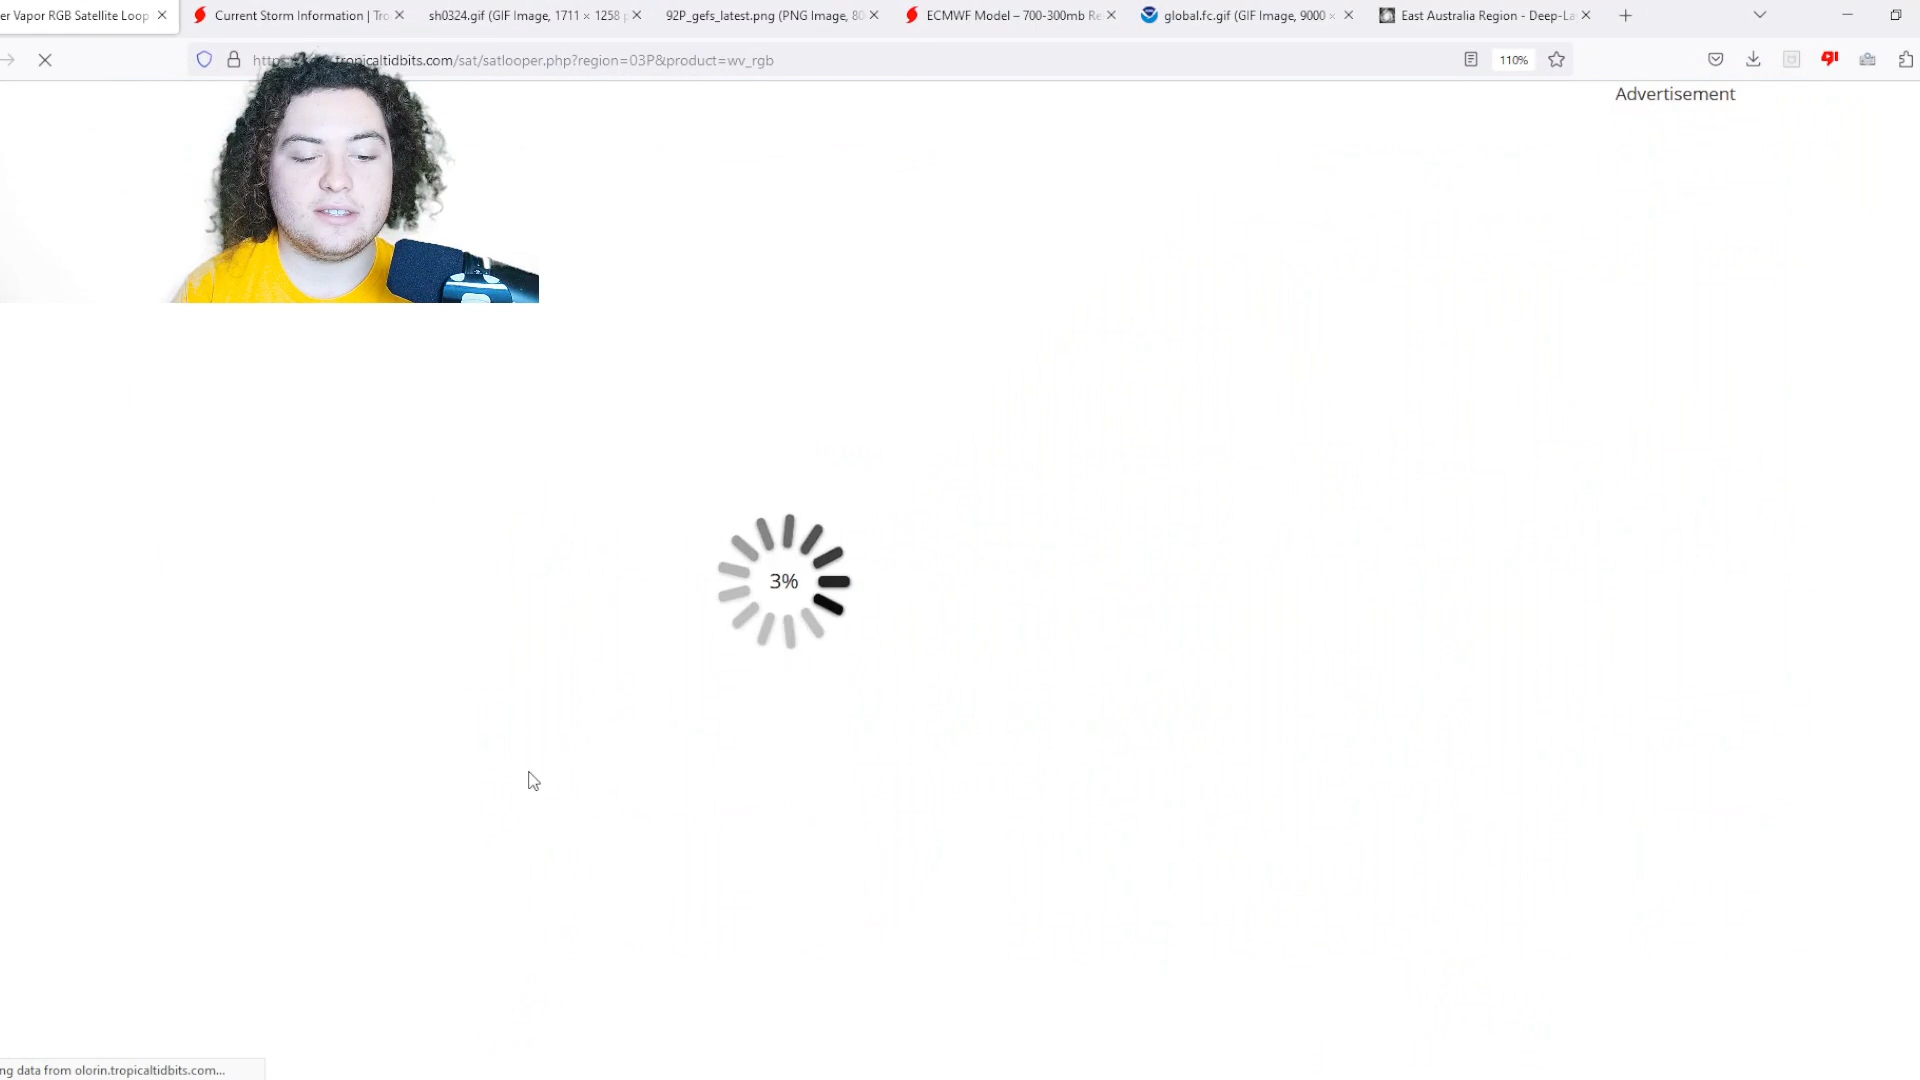 er Vapor RGB Satellite Loop
Current Storm Information | Tro
sh0324.gif (GIF Image, 1711 × 1258 p
92P_gefs_latest.png (PNG Image, 80
ECMWF Model – 700-300mb Re
global.fc.gif (GIF Image, 9000 ×
East Australia Region - Deep-La
tropicaltidbits.com/sat/satlooper.php?region=03P&product=wv_rgb
110%
Advertisement
3%
ng data from olorin.tropicaltidbits.com...